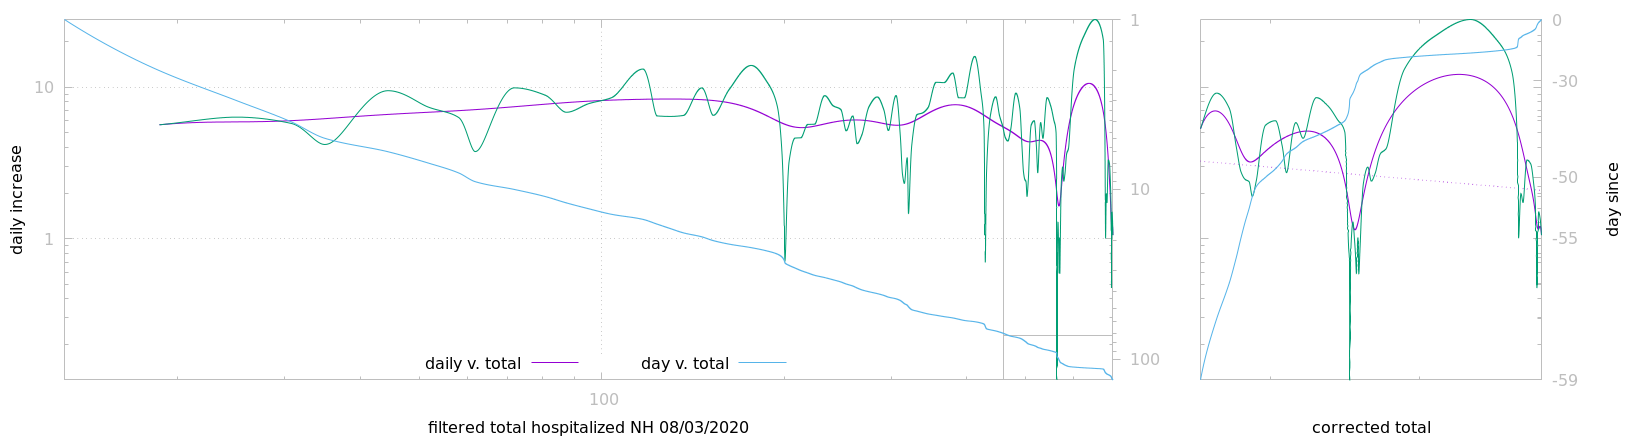 daily increase
10
1
daily v. total
day v. total
100
filtered total hospitalized NH 08/03/2020
1
10
100
0
-30
-50
-55
-59
day since
corrected total